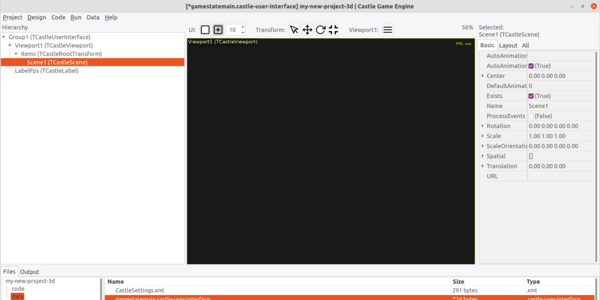 [*gamestatemain.castle-user-interface] my-new-project-3d | Castle Game Engine
Project Design Code Run Data Help
Hierarchy
Group1 (TCastleUserInterface)
Viewport1 (TCastleViewport)
Items (TCastleRootTransform)
Scene1 (TCastleScene)
LabelFps (TCastleLabel)
UI: 10 Transform: Viewport1: 56%
Viewport1 (TCastleViewport)
FPS: xxx
Selected:
Scene1 (TCastleScene)
Basic Layout All
AutoAnimation
AutoAnimation (True)
Center 0.00 0.00 0.00
DefaultAnimat 0
Exists (True)
Name Scene1
ProcessEvents (False)
Rotation 0.00 0.00 0.00 0.00
Scale 1.00 1.00 1.00
ScaleOrientatio 0.00 0.00 0.00 0.00
Spatial []
Translation 0.00 0.00 0.00
URL
Files Output
my-new-project-3d
code
data
Name Size Type
CastleSettings.xml 291 bytes .xml
gamestatemain.castle-user-interface 734 bytes .castle-user-interface